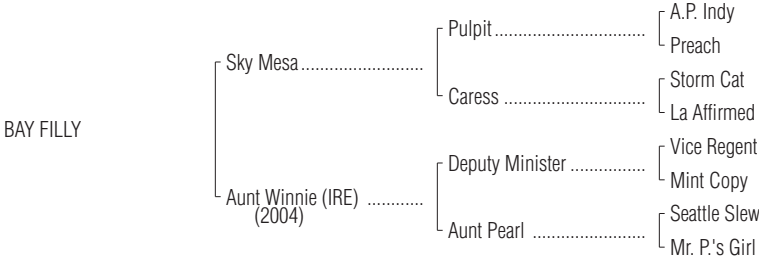 A.P. Indy
Pulpit
Preach
Sky Mesa
Storm Cat
Caress
La Affirmed
BAY FILLY
Vice Regent
Deputy Minister
Mint Copy
Aunt Winnie (IRE)
(2004)
Seattle Slew
Aunt Pearl
Mr. P.'s Girl